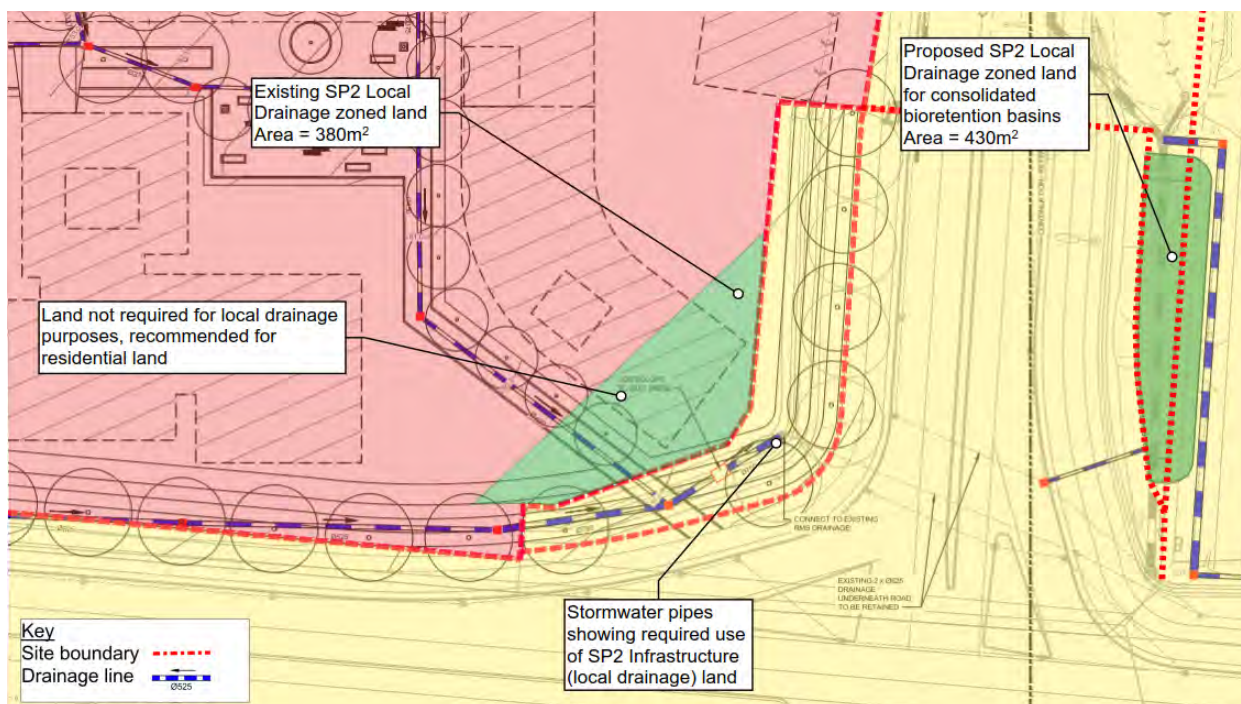 Existing SP2 Local
Drainage zoned land
Area = 380m²
Proposed SP2 Local
Drainage zoned land
for consolidated
bioretention basins
Area = 430m²
Land not required for local drainage
purposes, recommended for
residential land
CONNECT TO EXISTING
RMS DRAINAGE
EXISTING 2 x Ø525
DRAINAGE
UNDERNEATH ROAD
TO BE RETAINED
Stormwater pipes
showing required use
of SP2 Infrastructure
(local drainage) land
Key
Site boundary
Drainage line
Ø525